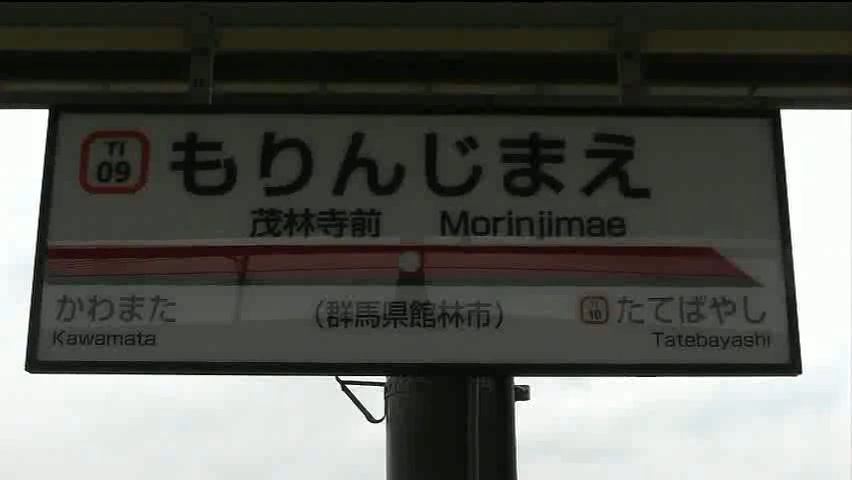 TI
09
もりんじまえ
茂林寺前 Morinjimae
かわまた
Kawamata
(群馬県館林市)
TI
10
たてばやし
Tatebayashi